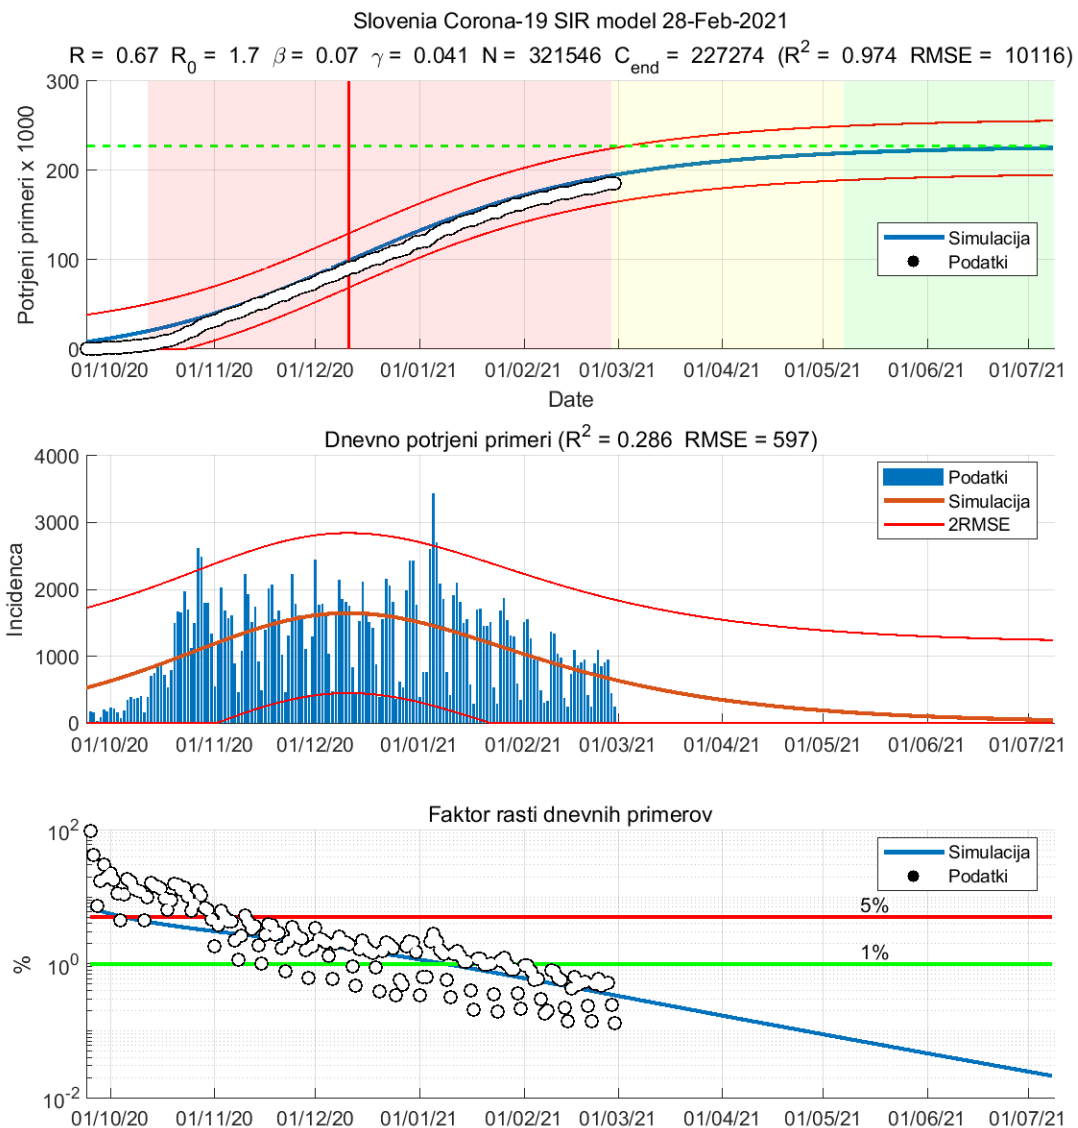 Slovenia Corona-19 SIR model 28-Feb-2021
R = 0.67 R0 = 1.7 β = 0.07 γ = 0.041 N = 321546 Cend = 227274 (R2 = 0.974 RMSE = 10116)
Potrjeni primeri x 1000
300
200
100
0
Simulacija
Podatki
01/10/20 01/11/20 01/12/20 01/01/21 01/02/21 01/03/21 01/04/21 01/05/21 01/06/21 01/07/21
Date
Dnevno potrjeni primeri (R2 = 0.286 RMSE = 597)
Incidenca
4000
3000
2000
1000
0
Podatki
Simulacija
2RMSE
01/10/20 01/11/20 01/12/20 01/01/21 01/02/21 01/03/21 01/04/21 01/05/21 01/06/21 01/07/21
Faktor rasti dnevnih primerov
%
10^2
10^0
10^-2
Simulacija
Podatki
5%
1%
01/10/20 01/11/20 01/12/20 01/01/21 01/02/21 01/03/21 01/04/21 01/05/21 01/06/21 01/07/21